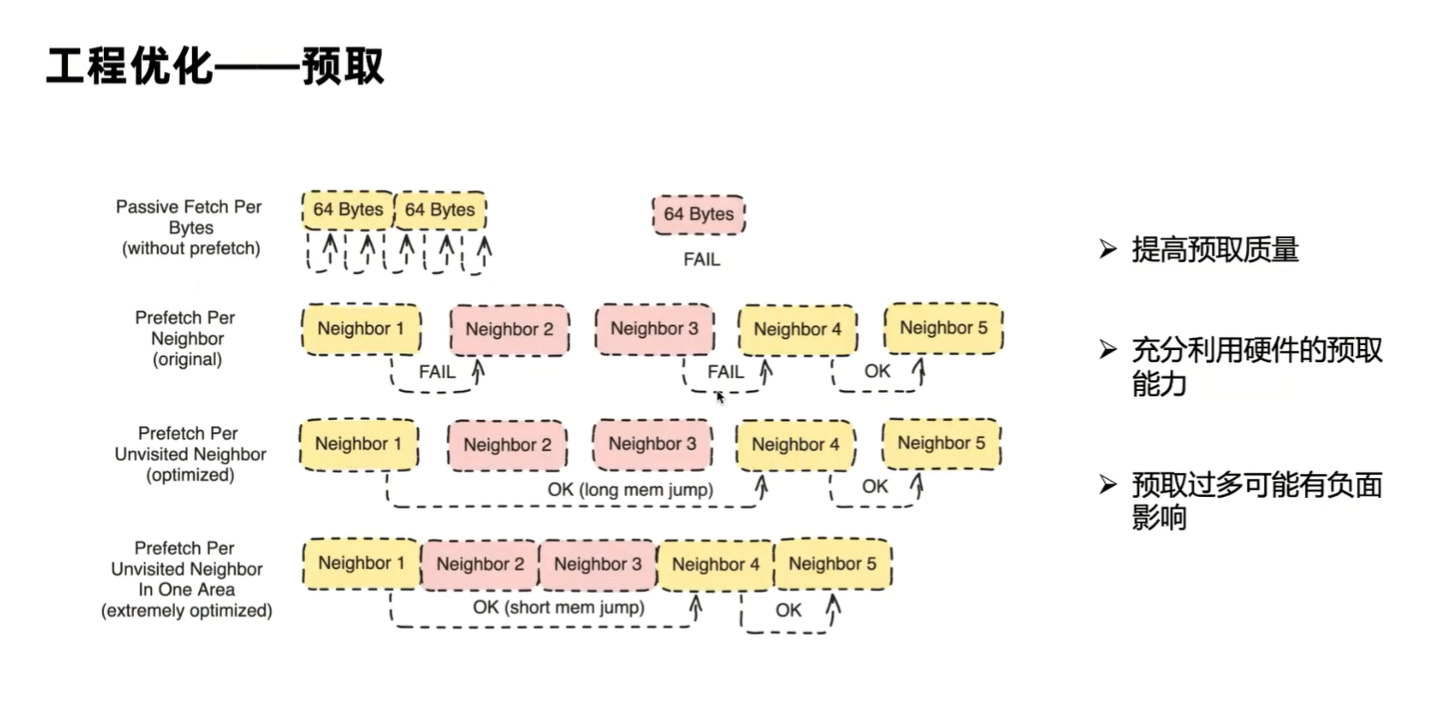 工程优化——预取
Passive Fetch Per
Bytes
(without prefetch)
64 Bytes
64 Bytes
64 Bytes
FAIL
Prefetch Per
Neighbor
(original)
Neighbor 1
Neighbor 2
Neighbor 3
Neighbor 4
Neighbor 5
FAIL
FAIL
OK
Prefetch Per
Unvisited Neighbor
(optimized)
Neighbor 1
Neighbor 2
Neighbor 3
Neighbor 4
Neighbor 5
OK (long mem jump)
OK
Prefetch Per
Unvisited Neighbor
In One Area
(extremely optimized)
Neighbor 1
Neighbor 2
Neighbor 3
Neighbor 4
Neighbor 5
OK (short mem jump)
OK
➢ 提高预取质量
➢ 充分利用硬件的预取
能力
➢ 预取过多可能有负面
影响